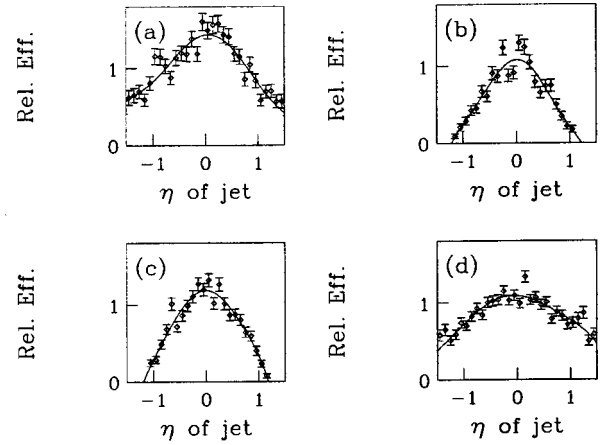 (a)
Rel. Eff.
1
0
−1 0 1
η of jet
(b)
Rel. Eff.
1
0
−1 0 1
η of jet
(c)
Rel. Eff.
1
0
−1 0 1
η of jet
(d)
Rel. Eff.
1
0
−1 0 1
η of jet